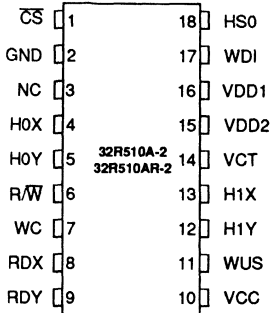 C̅S̅ 1 18 HS0
GND 2 17 WDI
NC 3 16 VDD1
H0X 4 15 VDD2
H0Y 5 32R510A-2 32R510AR-2 14 VCT
R/W̅ 6 13 H1X
WC 7 12 H1Y
RDX 8 11 WUS
RDY 9 10 VCC